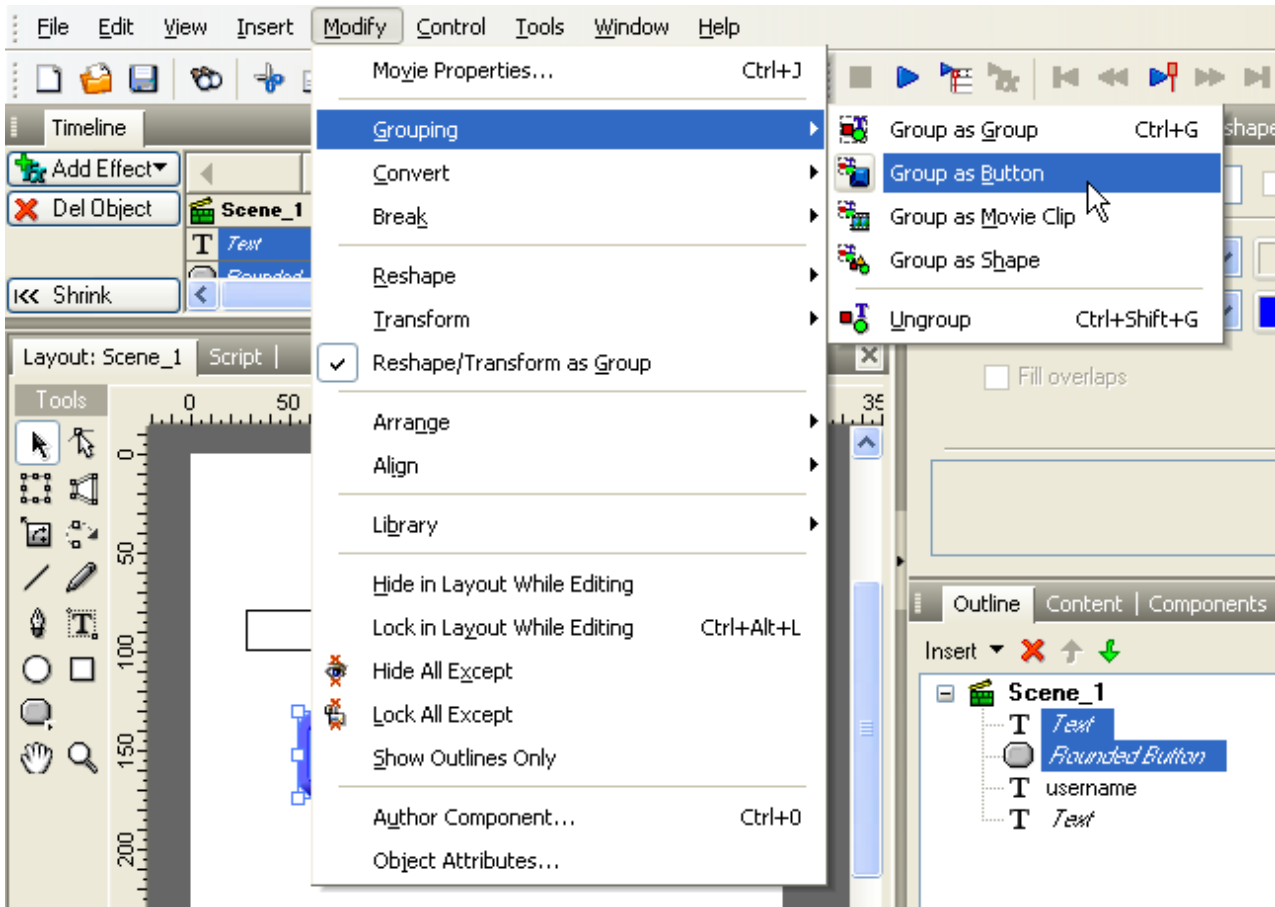 File Edit View Insert Modify Control Tools Window Help
Movie Properties... Ctrl+J
Timeline
Grouping
Group as Group Ctrl+G
Add Effect
Convert
Group as Button
Del Object
Scene_1
Break
Group as Movie Clip
Text
Group as Shape
Rounded
Reshape
Shrink
Transform
Ungroup Ctrl+Shift+G
Layout: Scene_1 Script
Reshape/Transform as Group
Fill overlaps
Tools
0 50
35
Arrange
0
Align
Library
50
Hide in Layout While Editing
Outline Content Components
Lock in Layout While Editing Ctrl+Alt+L
100
Insert
Hide All Except
Scene_1
Lock All Except
Text
150
Show Outlines Only
Rounded Button
username
Author Component... Ctrl+0
Text
200
Object Attributes...